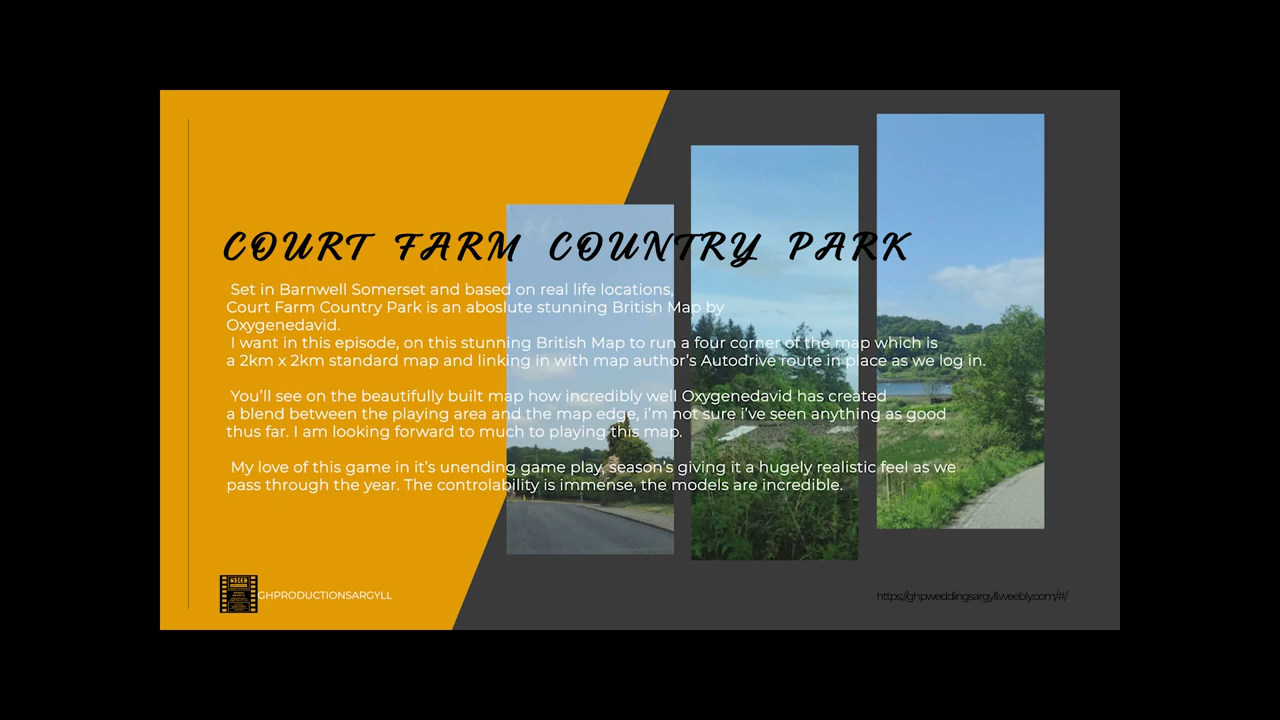 COURT FARM COUNTRY PARK
Set in Barnwell Somerset and based on real life locations,
Court Farm Country Park is an aboslute stunning British Map by
Oxygenedavid.
I want in this episode, on this stunning British Map to run a four corner of the map which is
a 2km x 2km standard map and linking in with map author's Autodrive route in place as we log in.
You'll see on the beautifully built map how incredibly well Oxygenedavid has created
a blend between the playing area and the map edge, i'm not sure i've seen anything as good
thus far. I am looking forward to much to playing this map.
My love of this game in it's unending game play, season's giving it a hugely realistic feel as we
pass through the year. The controlability is immense, the models are incredible.
GHPRODUCTIONSARGYLL
https://ghpweddingsargyll.weebly.com/#/